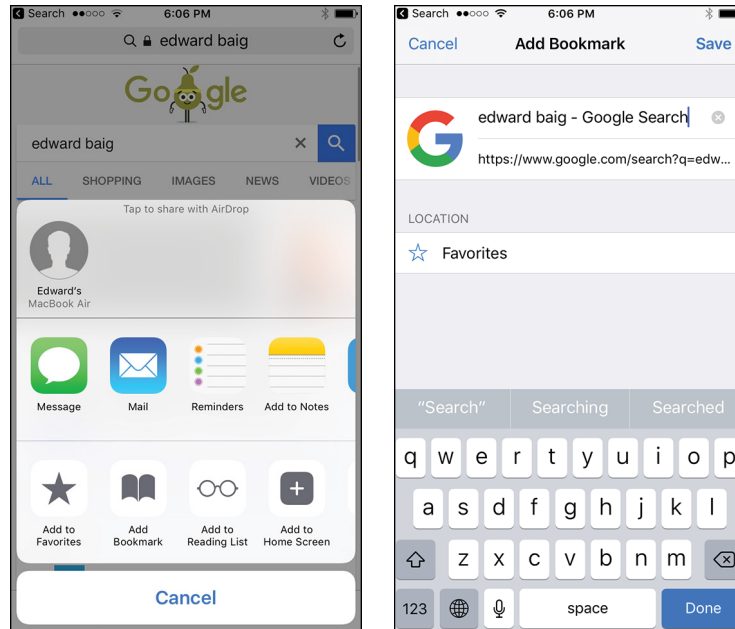 Search 6:06 PM
edward baig
Google
edward baig
ALL SHOPPING IMAGES NEWS VIDEOS
Tap to share with AirDrop
Edward's
MacBook Air
Message Mail Reminders Add to Notes
Add to Favorites
Add Bookmark
Add to Reading List
Add to Home Screen
Cancel
Search 6:06 PM
Cancel Add Bookmark Save
edward baig - Google Search
https://www.google.com/search?q=edw...
LOCATION
Favorites
"Search" Searching Searched
q w e r t y u i o p
a s d f g h j k l
z x c v b n m
123 space Done